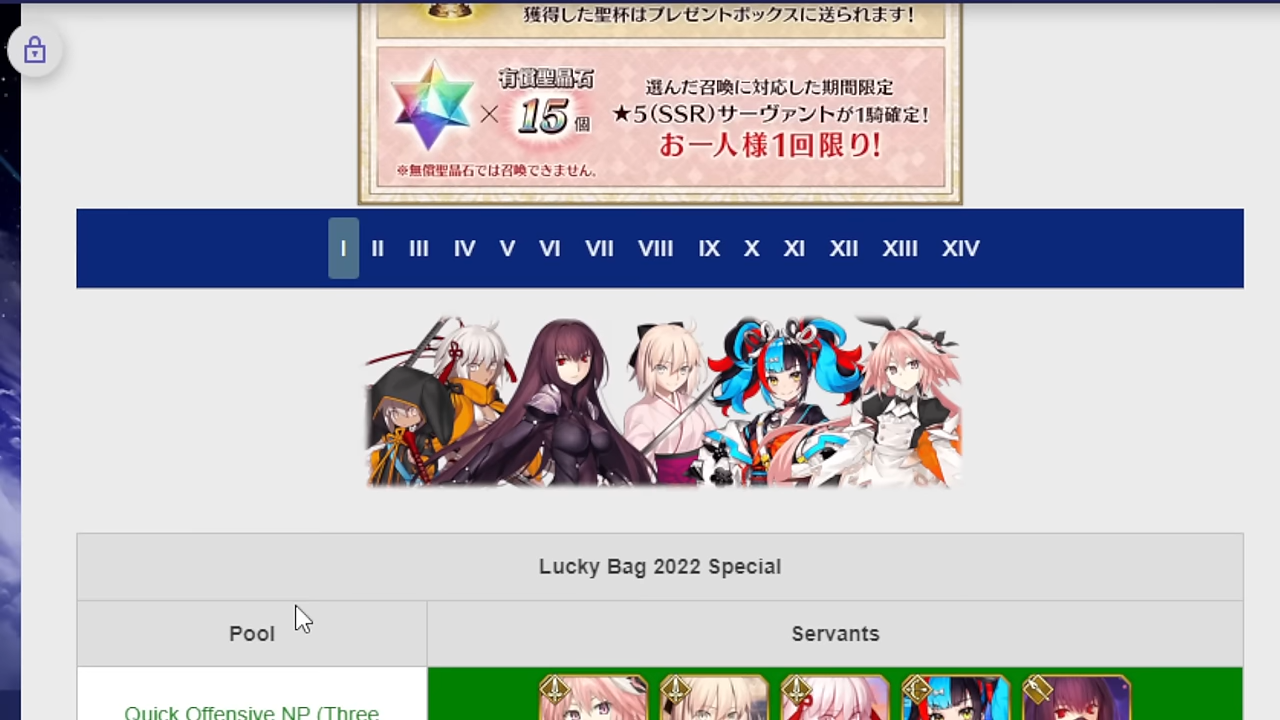 獲得した聖杯はプレゼントボックスに送られます!
有償聖晶石
×15個
※無償聖晶石では召喚できません。
選んだ召喚に対応した期間限定
★5(SSR)サーヴァントが1騎確定!
お一人様1回限り!
I II III IV V VI VII VIII IX X XI XII XIII XIV
Lucky Bag 2022 Special
Pool Servants
Quick Offensive NP (Three